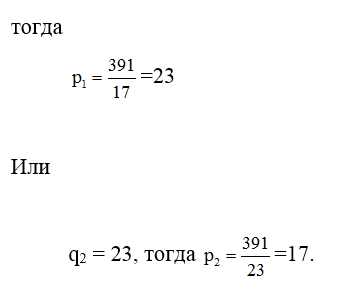 тогда
p₁ = 391/17 =23
Или
q₂ = 23, тогда p₂ = 391/23 =17.